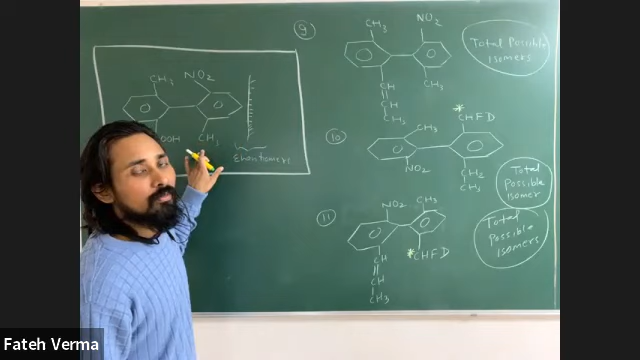 CH3
NO2
OOH
CH3
Enantiomers
9
CH3
NO2
CH
CH
CH3
CH3
Total Possible
Isomers
10
CH3
NO2
*
CHFD
CH2
CH3
Total
Possible
Isomer
11
NO2
CH3
CH
CH
CH3
*CHFD
Total
Possible
Isomers
Fateh Verma